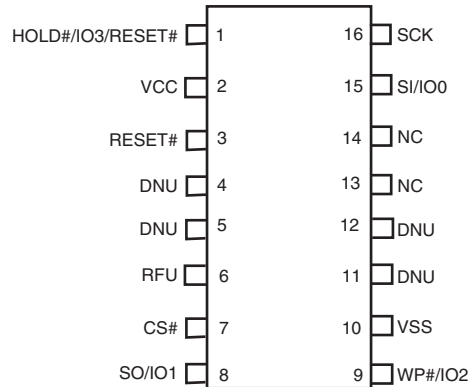 HOLD#/IO3/RESET# 1 16 SCK
VCC 2 15 SI/IO0
RESET# 3 14 NC
DNU 4 13 NC
DNU 5 12 DNU
RFU 6 11 DNU
CS# 7 10 VSS
SO/IO1 8 9 WP#/IO2